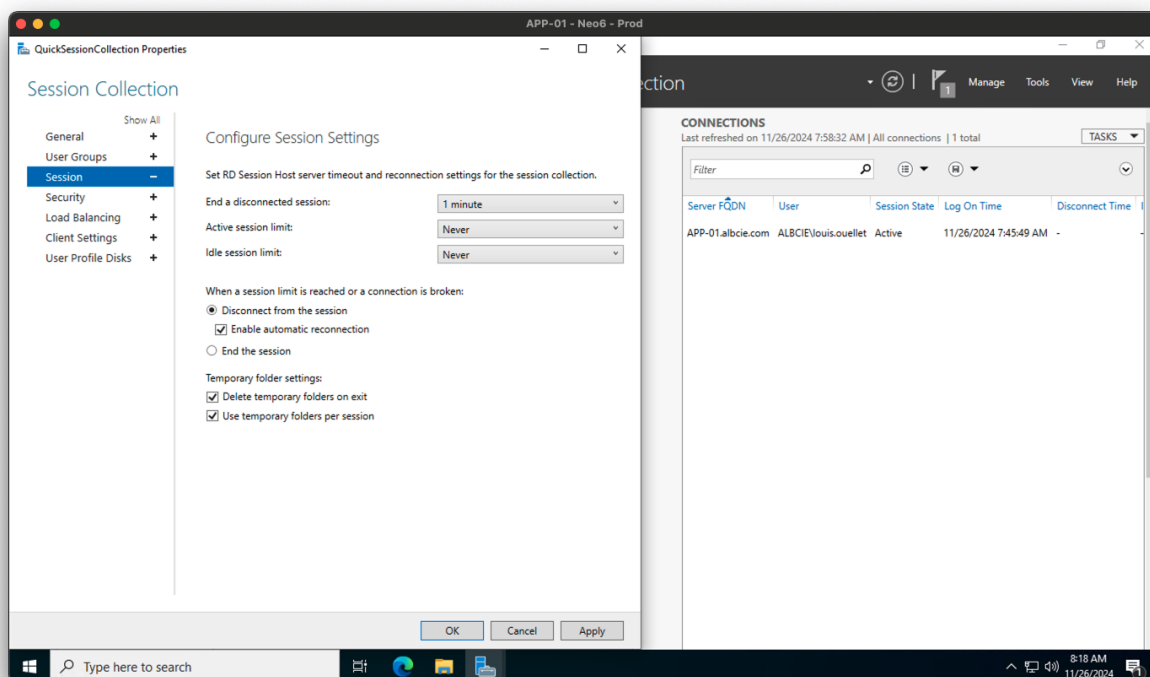 APP-01 - Neo6 - Prod
QuickSessionCollection Properties
Session Collection
Show All
General +
User Groups +
Session −
Security +
Load Balancing +
Client Settings +
User Profile Disks +
Configure Session Settings
Set RD Session Host server timeout and reconnection settings for the session collection.
End a disconnected session: 1 minute
Active session limit: Never
Idle session limit: Never
When a session limit is reached or a connection is broken:
Disconnect from the session
Enable automatic reconnection
End the session
Temporary folder settings:
Delete temporary folders on exit
Use temporary folders per session
OK Cancel Apply
1 Manage Tools View Help
CONNECTIONS
Last refreshed on 11/26/2024 7:58:32 AM | All connections | 1 total
TASKS
Filter
Server FQDN User Session State Log On Time Disconnect Time
APP-01.albcie.com ALBCIE\louis.ouellet Active 11/26/2024 7:45:49 AM - -
Type here to search
8:18 AM
11/26/2024
1